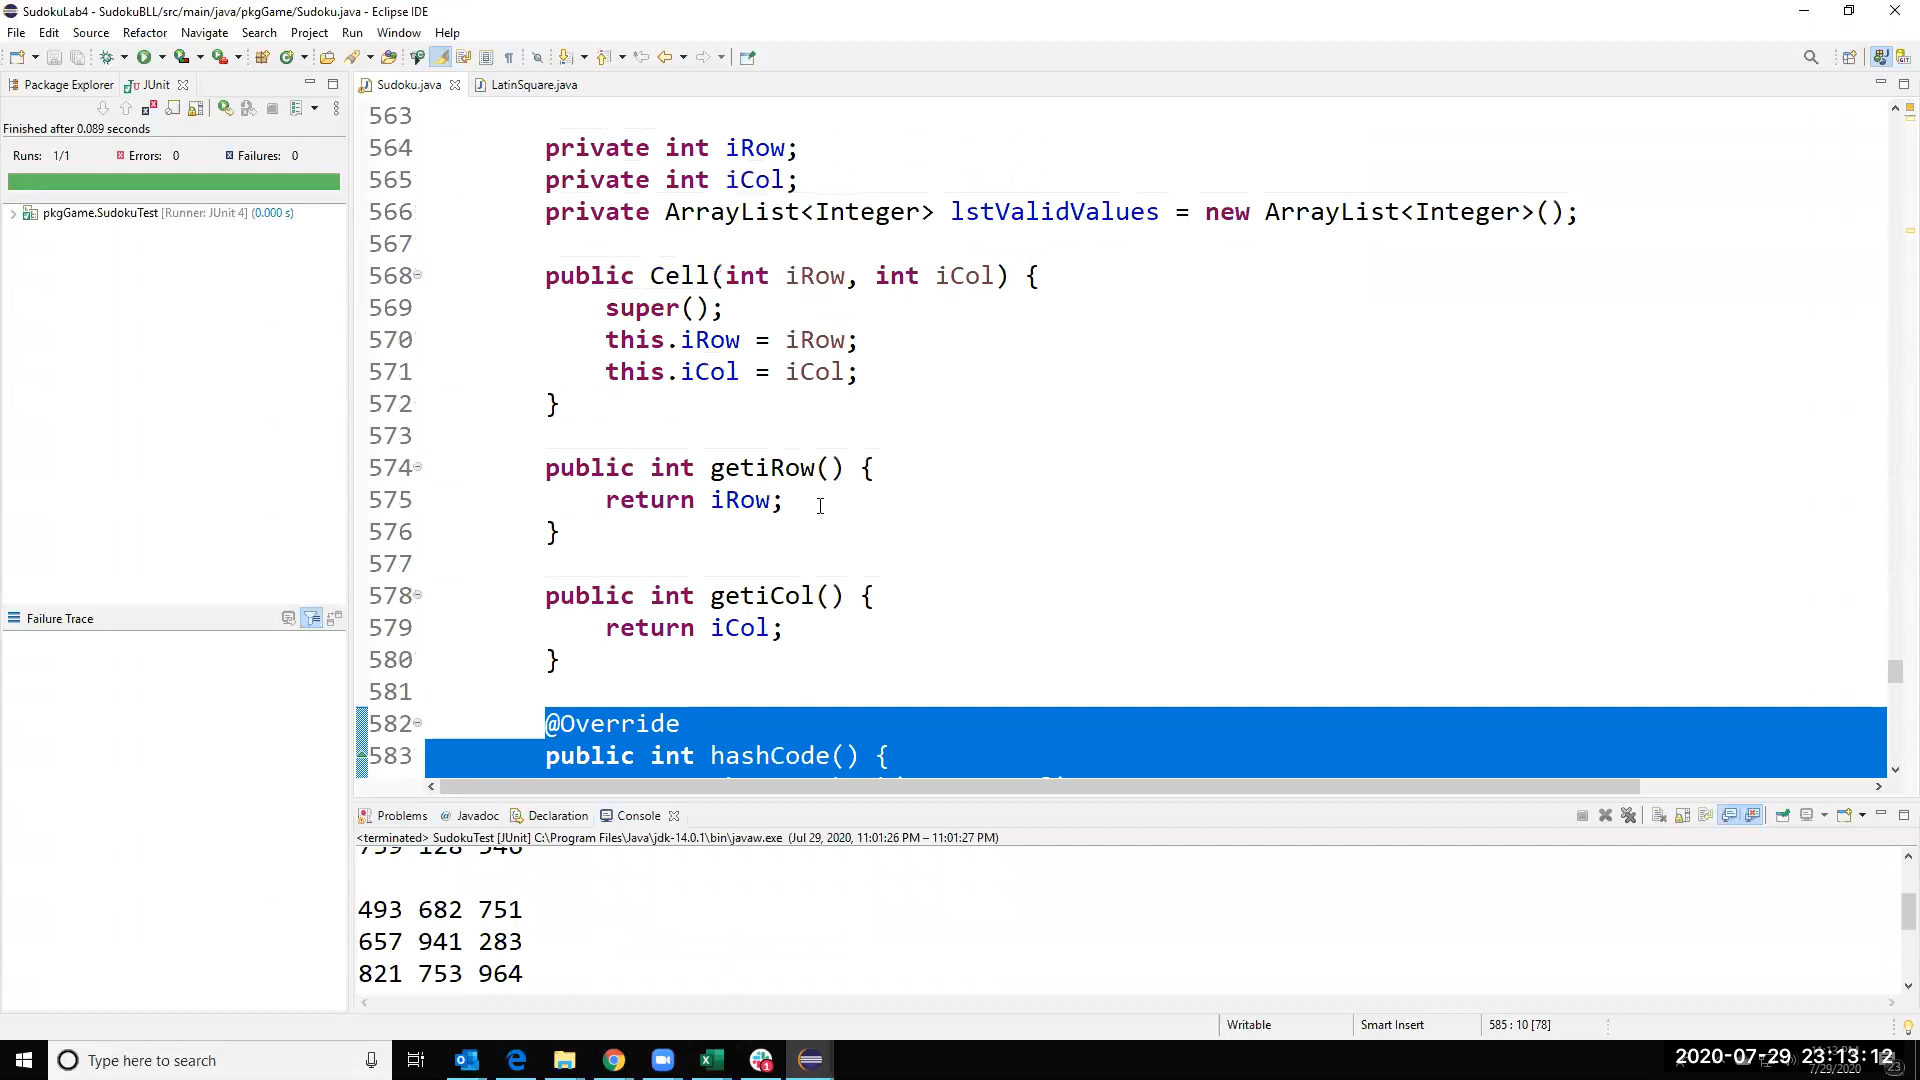 SudokuLab4 - SudokuBLL/src/main/java/pkgGame/Sudoku.java - Eclipse IDE
File Edit Source Refactor Navigate Search Project Run Window Help
Package Explorer JUnit
Finished after 0.089 seconds
Runs: 1/1 Errors: 0 Failures: 0
pkgGame.SudokuTest [Runner: JUnit 4] (0.000 s)
Failure Trace
Sudoku.java LatinSquare.java
563
564 private int iRow;
565 private int iCol;
566 private ArrayList<Integer> lstValidValues = new ArrayList<Integer>();
567
568 public Cell(int iRow, int iCol) {
569 super();
570 this.iRow = iRow;
571 this.iCol = iCol;
572 }
573
574 public int getiRow() {
575 return iRow;
576 }
577
578 public int getiCol() {
579 return iCol;
580 }
581
582 @Override
583 public int hashCode() {
Problems Javadoc Declaration Console
<terminated> SudokuTest [JUnit] C:\Program Files\Java\jdk-14.0.1\bin\javaw.exe (Jul 29, 2020, 11:01:26 PM – 11:01:27 PM)
493 682 751
657 941 283
821 753 964
Writable Smart Insert 585 : 10 [78]
Type here to search
2020-07-29 23:13:12
7/29/2020